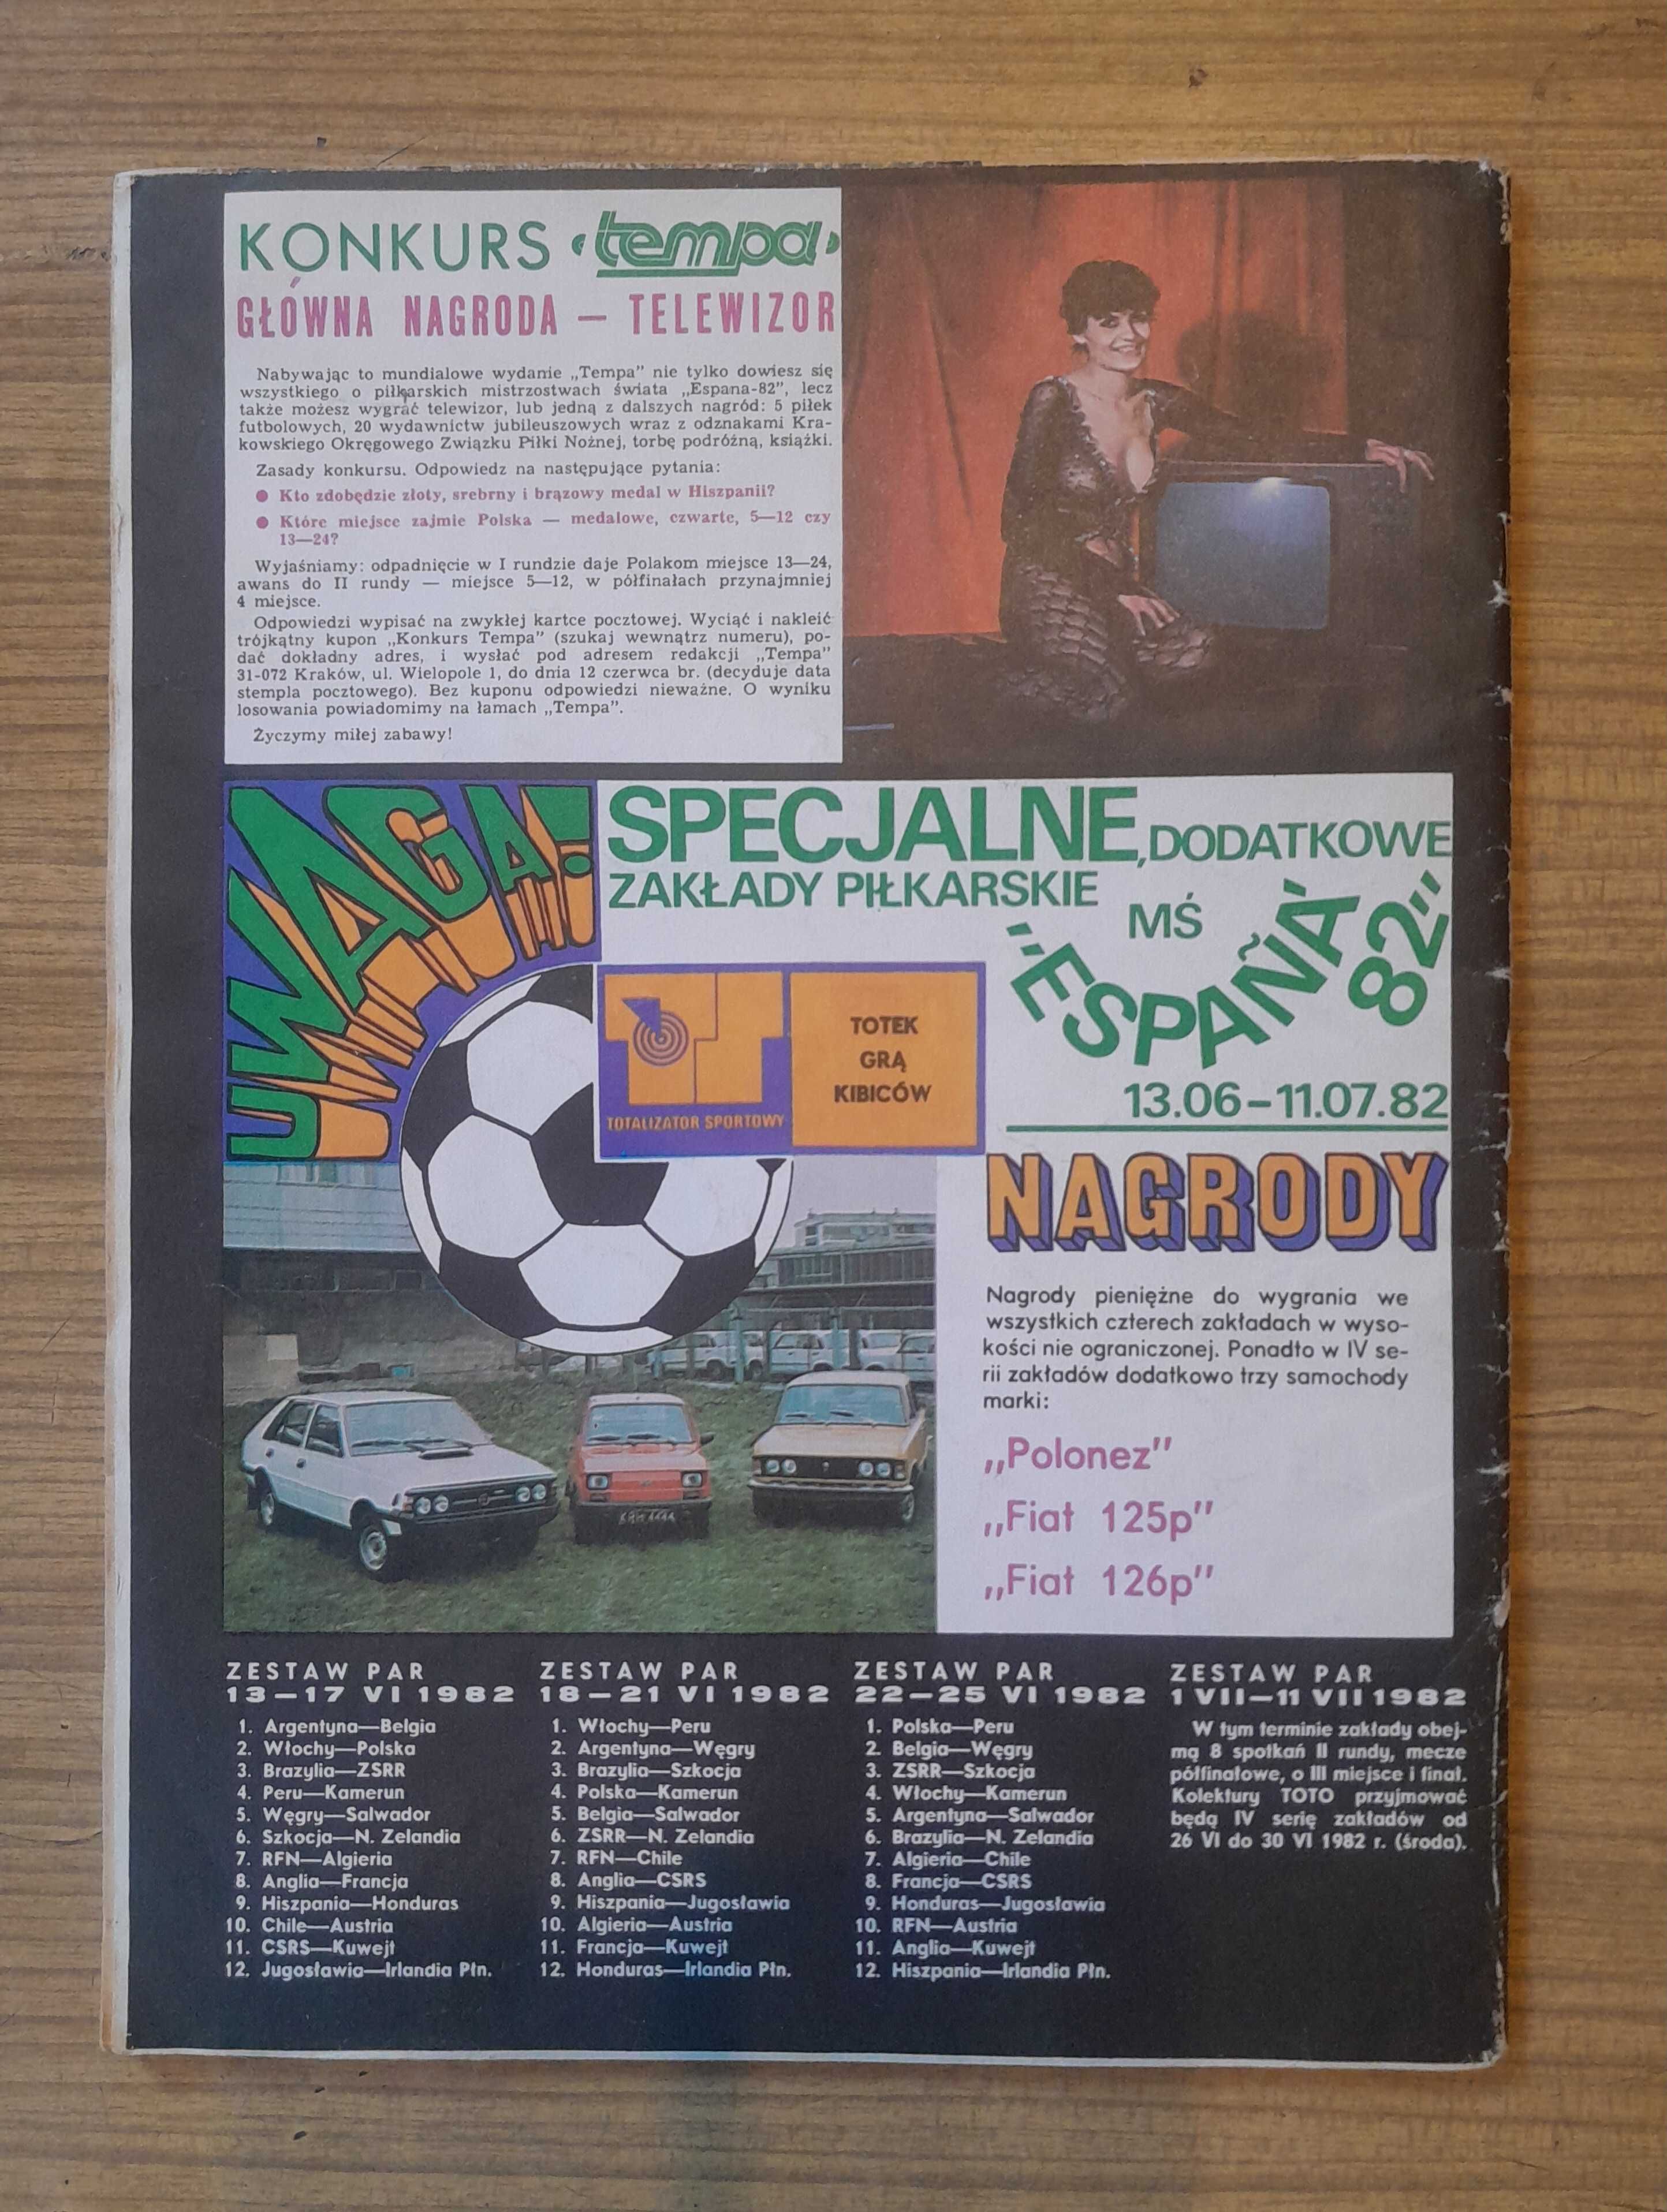 KONKURS «tempa»
GŁÓWNA NAGRODA — TELEWIZOR
Nabywając to mundialowe wydanie „Tempa" nie tylko dowiesz się
wszystkiego o piłkarskich mistrzostwach świata „Espana-82", lecz
także możesz wygrać telewizor, lub jedną z dalszych nagród: 5 piłek
futbolowych, 20 wydawnictw jubileuszowych wraz z odznakami Kra-
kowskiego Okręgowego Związku Piłki Nożnej, torbę podróżną, książki.
Zasady konkursu. Odpowiedz na następujące pytania:
● Kto zdobędzie złoty, srebrny i brązowy medal w Hiszpanii?
● Które miejsce zajmie Polska — medalowe, czwarte, 5—12 czy
13—24?
Wyjaśniamy: odpadnięcie w I rundzie daje Polakom miejsce 13—24,
awans do II rundy — miejsce 5—12, w półfinałach przynajmniej
4 miejsce.
Odpowiedzi wypisać na zwykłej kartce pocztowej. Wyciąć i nakleić
trójkątny kupon „Konkurs Tempa" (szukaj wewnątrz numeru), po-
dać dokładny adres, i wysłać pod adresem redakcji „Tempa"
31-072 Kraków, ul. Wielopole 1, do dnia 12 czerwca br. (decyduje data
stempla pocztowego). Bez kuponu odpowiedzi nieważne. O wyniku
losowania powiadomimy na łamach „Tempa".
Życzymy miłej zabawy!
UWAGA!
SPECJALNE, DODATKOWE
ZAKŁADY PIŁKARSKIE
MŚ
"ESPAÑA 82"
13.06–11.07.82
TOTALIZATOR SPORTOWY
TOTEK
GRĄ
KIBICÓW
NAGRODY
Nagrody pieniężne do wygrania we
wszystkich czterech zakładach w wyso-
kości nie ograniczonej. Ponadto w IV se-
rii zakładów dodatkowo trzy samochody
marki:
„Polonez"
„Fiat 125p"
„Fiat 126p"
ZESTAW PAR
13–17 VI 1982
1. Argentyna—Belgia
2. Włochy—Polska
3. Brazylia—ZSRR
4. Peru—Kamerun
5. Węgry—Salwador
6. Szkocja—N. Zelandia
7. RFN—Algieria
8. Anglia—Francja
9. Hiszpania—Honduras
10. Chile—Austria
11. CSRS—Kuwejt
12. Jugosławia—Irlandia Płn.
ZESTAW PAR
18–21 VI 1982
1. Włochy—Peru
2. Argentyna—Węgry
3. Brazylia—Szkocja
4. Polska—Kamerun
5. Belgia—Salwador
6. ZSRR—N. Zelandia
7. RFN—Chile
8. Anglia—CSRS
9. Hiszpania—Jugosławia
10. Algieria—Austria
11. Francja—Kuwejt
12. Honduras—Irlandia Płn.
ZESTAW PAR
22–25 VI 1982
1. Polska—Peru
2. Belgia—Węgry
3. ZSRR—Szkocja
4. Włochy—Kamerun
5. Argentyna—Salwador
6. Brazylia—N. Zelandia
7. Algieria—Chile
8. Francja—CSRS
9. Honduras—Jugosławia
10. RFN—Austria
11. Anglia—Kuwejt
12. Hiszpania—Irlandia Płn.
ZESTAW PAR
1 VII–11 VII 1982
W tym terminie zakłady obej-
mą 8 spotkań II rundy, mecze
półfinałowe, o III miejsce i finał.
Kolektury TOTO przyjmować
będą IV serię zakładów od
26 VI do 30 VI 1982 r. (środa).